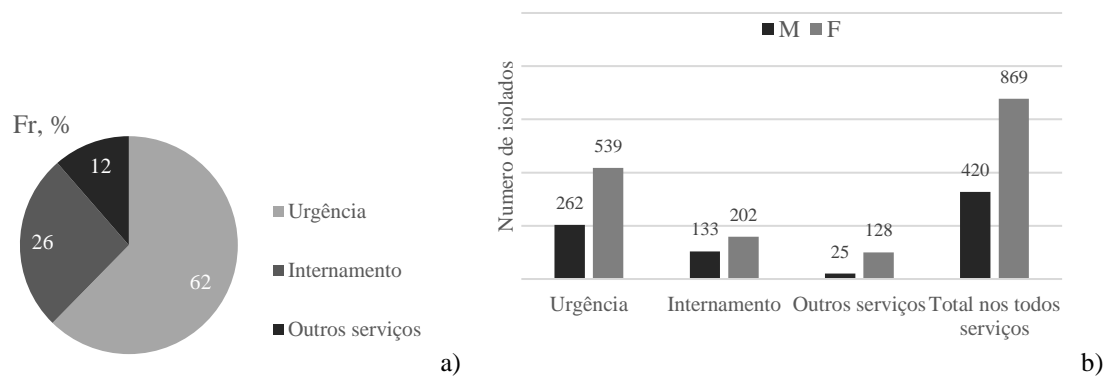 Fr, %
12
26
62
Urgência
Internamento
Outros serviços
a)
M F
Numero de isolados
262
539
133
202
25
128
420
869
Urgência
Internamento
Outros serviços
Total nos todos
serviços
b)